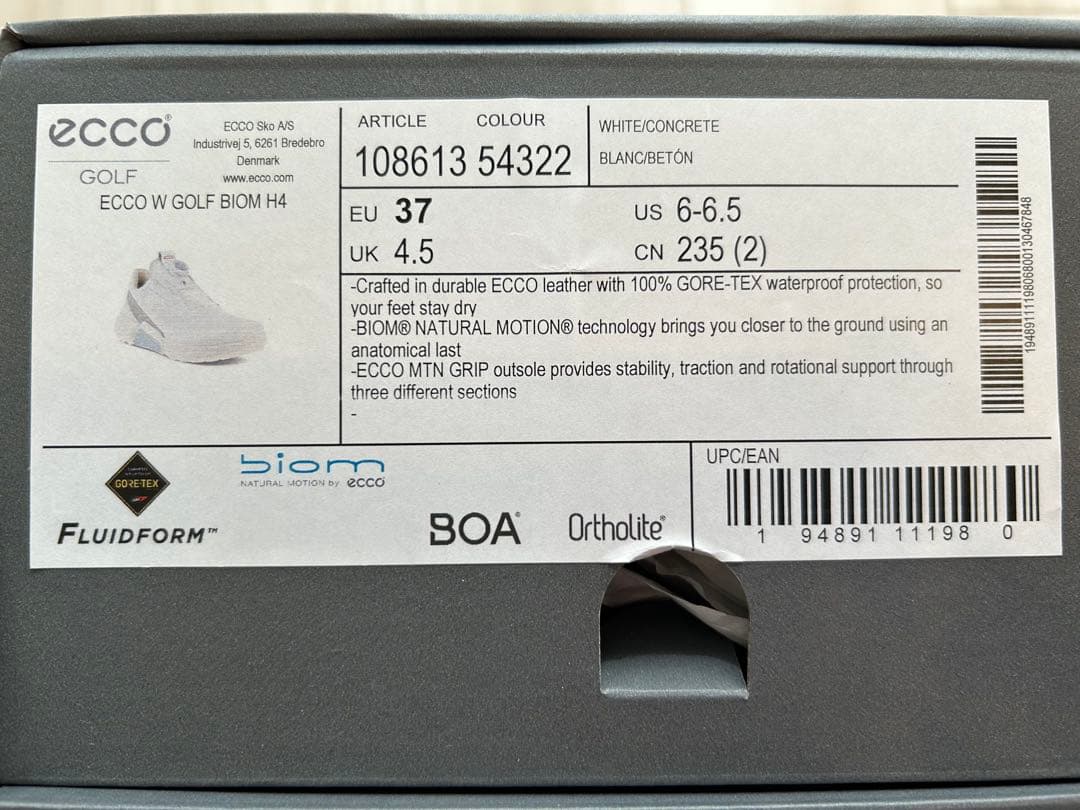 ecco®
GOLF
ECCO Sko A/S
Industrivej 5, 6261 Bredebro
Denmark
www.ecco.com
ECCO W GOLF BIOM H4
ARTICLE COLOUR
108613 54322
WHITE/CONCRETE
BLANC/BETÓN
EU 37
US 6-6.5
UK 4.5
CN 235 (2)
-Crafted in durable ECCO leather with 100% GORE-TEX waterproof protection, so
your feet stay dry
-BIOM® NATURAL MOTION® technology brings you closer to the ground using an
anatomical last
-ECCO MTN GRIP outsole provides stability, traction and rotational support through
three different sections
-
19489111198068001304678​48
GORE-TEX
FLUIDFORM™
biom
NATURAL MOTION by ecco
BOA®
Ortholite®
UPC/EAN
1 94891 11198 0